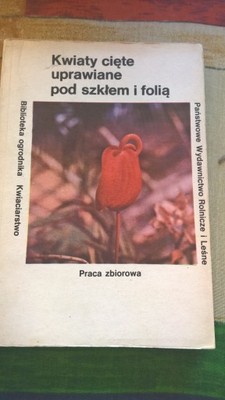 Kwiaty cięte
uprawiane
pod szkłem i folią
Biblioteka ogrodnika Kwiaciarstwo
Państwowe Wydawnictwo Rolnicze i Leśne
Praca zbiorowa